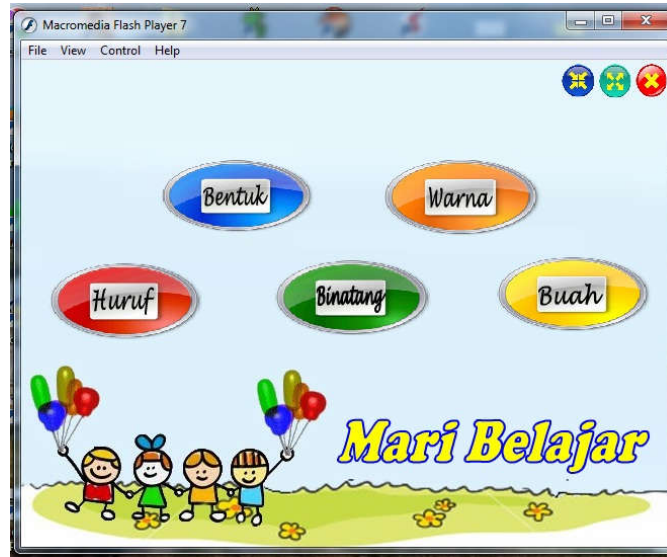 Macromedia Flash Player 7
File View Control Help
Bentuk
Warna
Huruf
Binatang
Buah
Mari Belajar